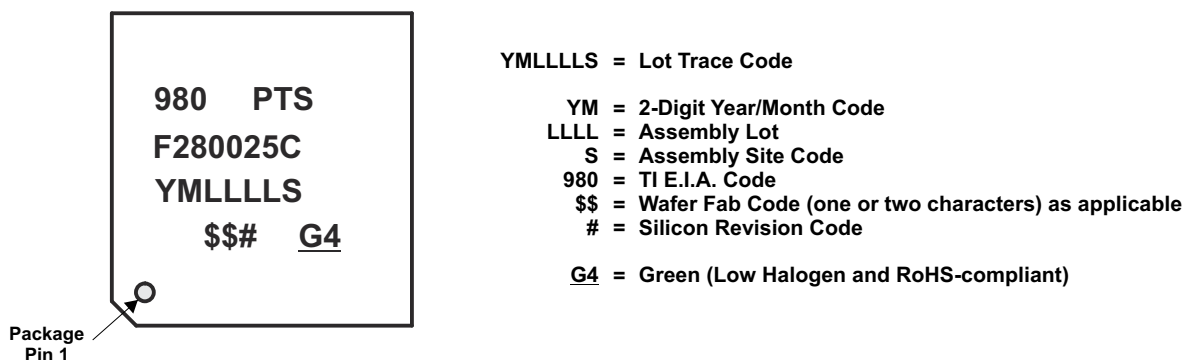 980 PTS
F280025C
YMLLLLS
$$# G4
Package
Pin 1
YMLLLLS = Lot Trace Code
YM = 2-Digit Year/Month Code
LLLL = Assembly Lot
S = Assembly Site Code
980 = TI E.I.A. Code
$$ = Wafer Fab Code (one or two characters) as applicable
# = Silicon Revision Code
G4 = Green (Low Halogen and RoHS-compliant)